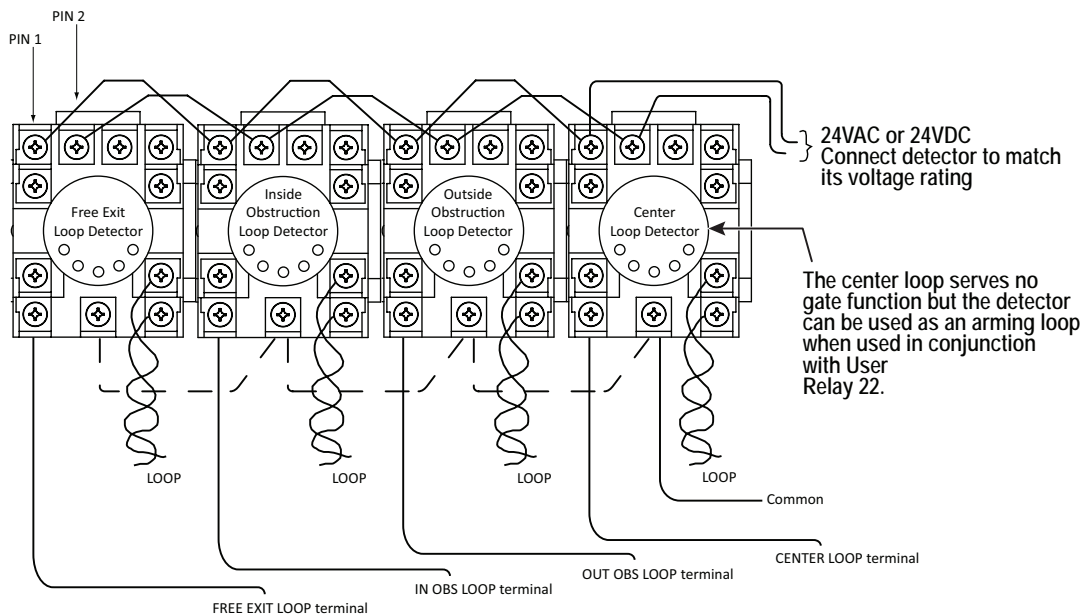 PIN 2
PIN 1
24VAC or 24VDC
Connect detector to match
its voltage rating
Free Exit
Loop Detector
Inside
Obstruction
Loop Detector
Outside
Obstruction
Loop Detector
Center
Loop Detector
The center loop serves no
gate function but the detector
can be used as an arming loop
when used in conjunction
with User
Relay 22.
LOOP
LOOP
LOOP
LOOP
Common
CENTER LOOP terminal
OUT OBS LOOP terminal
IN OBS LOOP terminal
FREE EXIT LOOP terminal